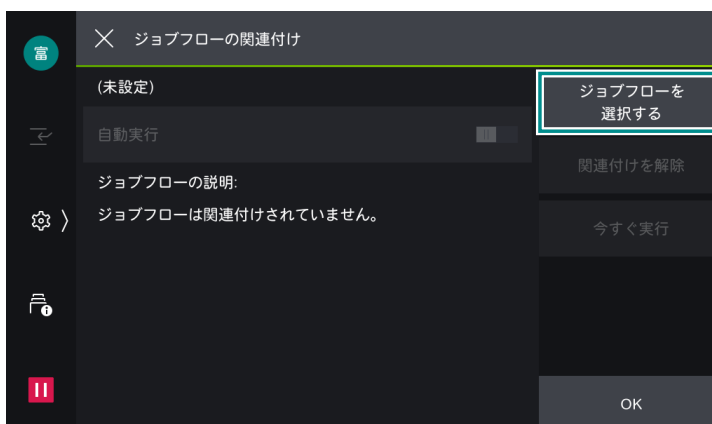 富
ジョブフローの関連付け
(未設定)
自動実行
ジョブフローの説明:
ジョブフローは関連付けされていません。
ジョブフローを
選択する
関連付けを解除
今すぐ実行
OK